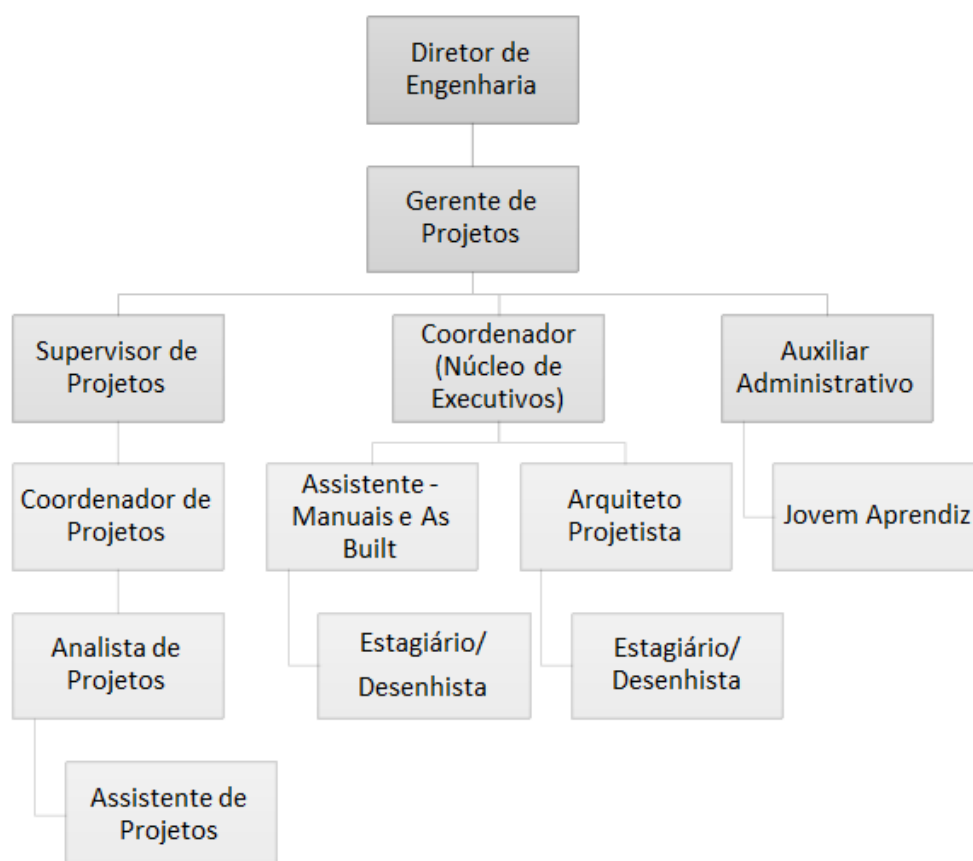 Diretor de
Engenharia
Gerente de
Projetos
Supervisor de
Projetos
Coordenador
(Núcleo de
Executivos)
Auxiliar
Administrativo
Coordenador de
Projetos
Assistente -
Manuais e As
Built
Arquiteto
Projetista
Jovem Aprendiz
Analista de
Projetos
Estagiário/
Desenhista
Estagiário/
Desenhista
Assistente de
Projetos